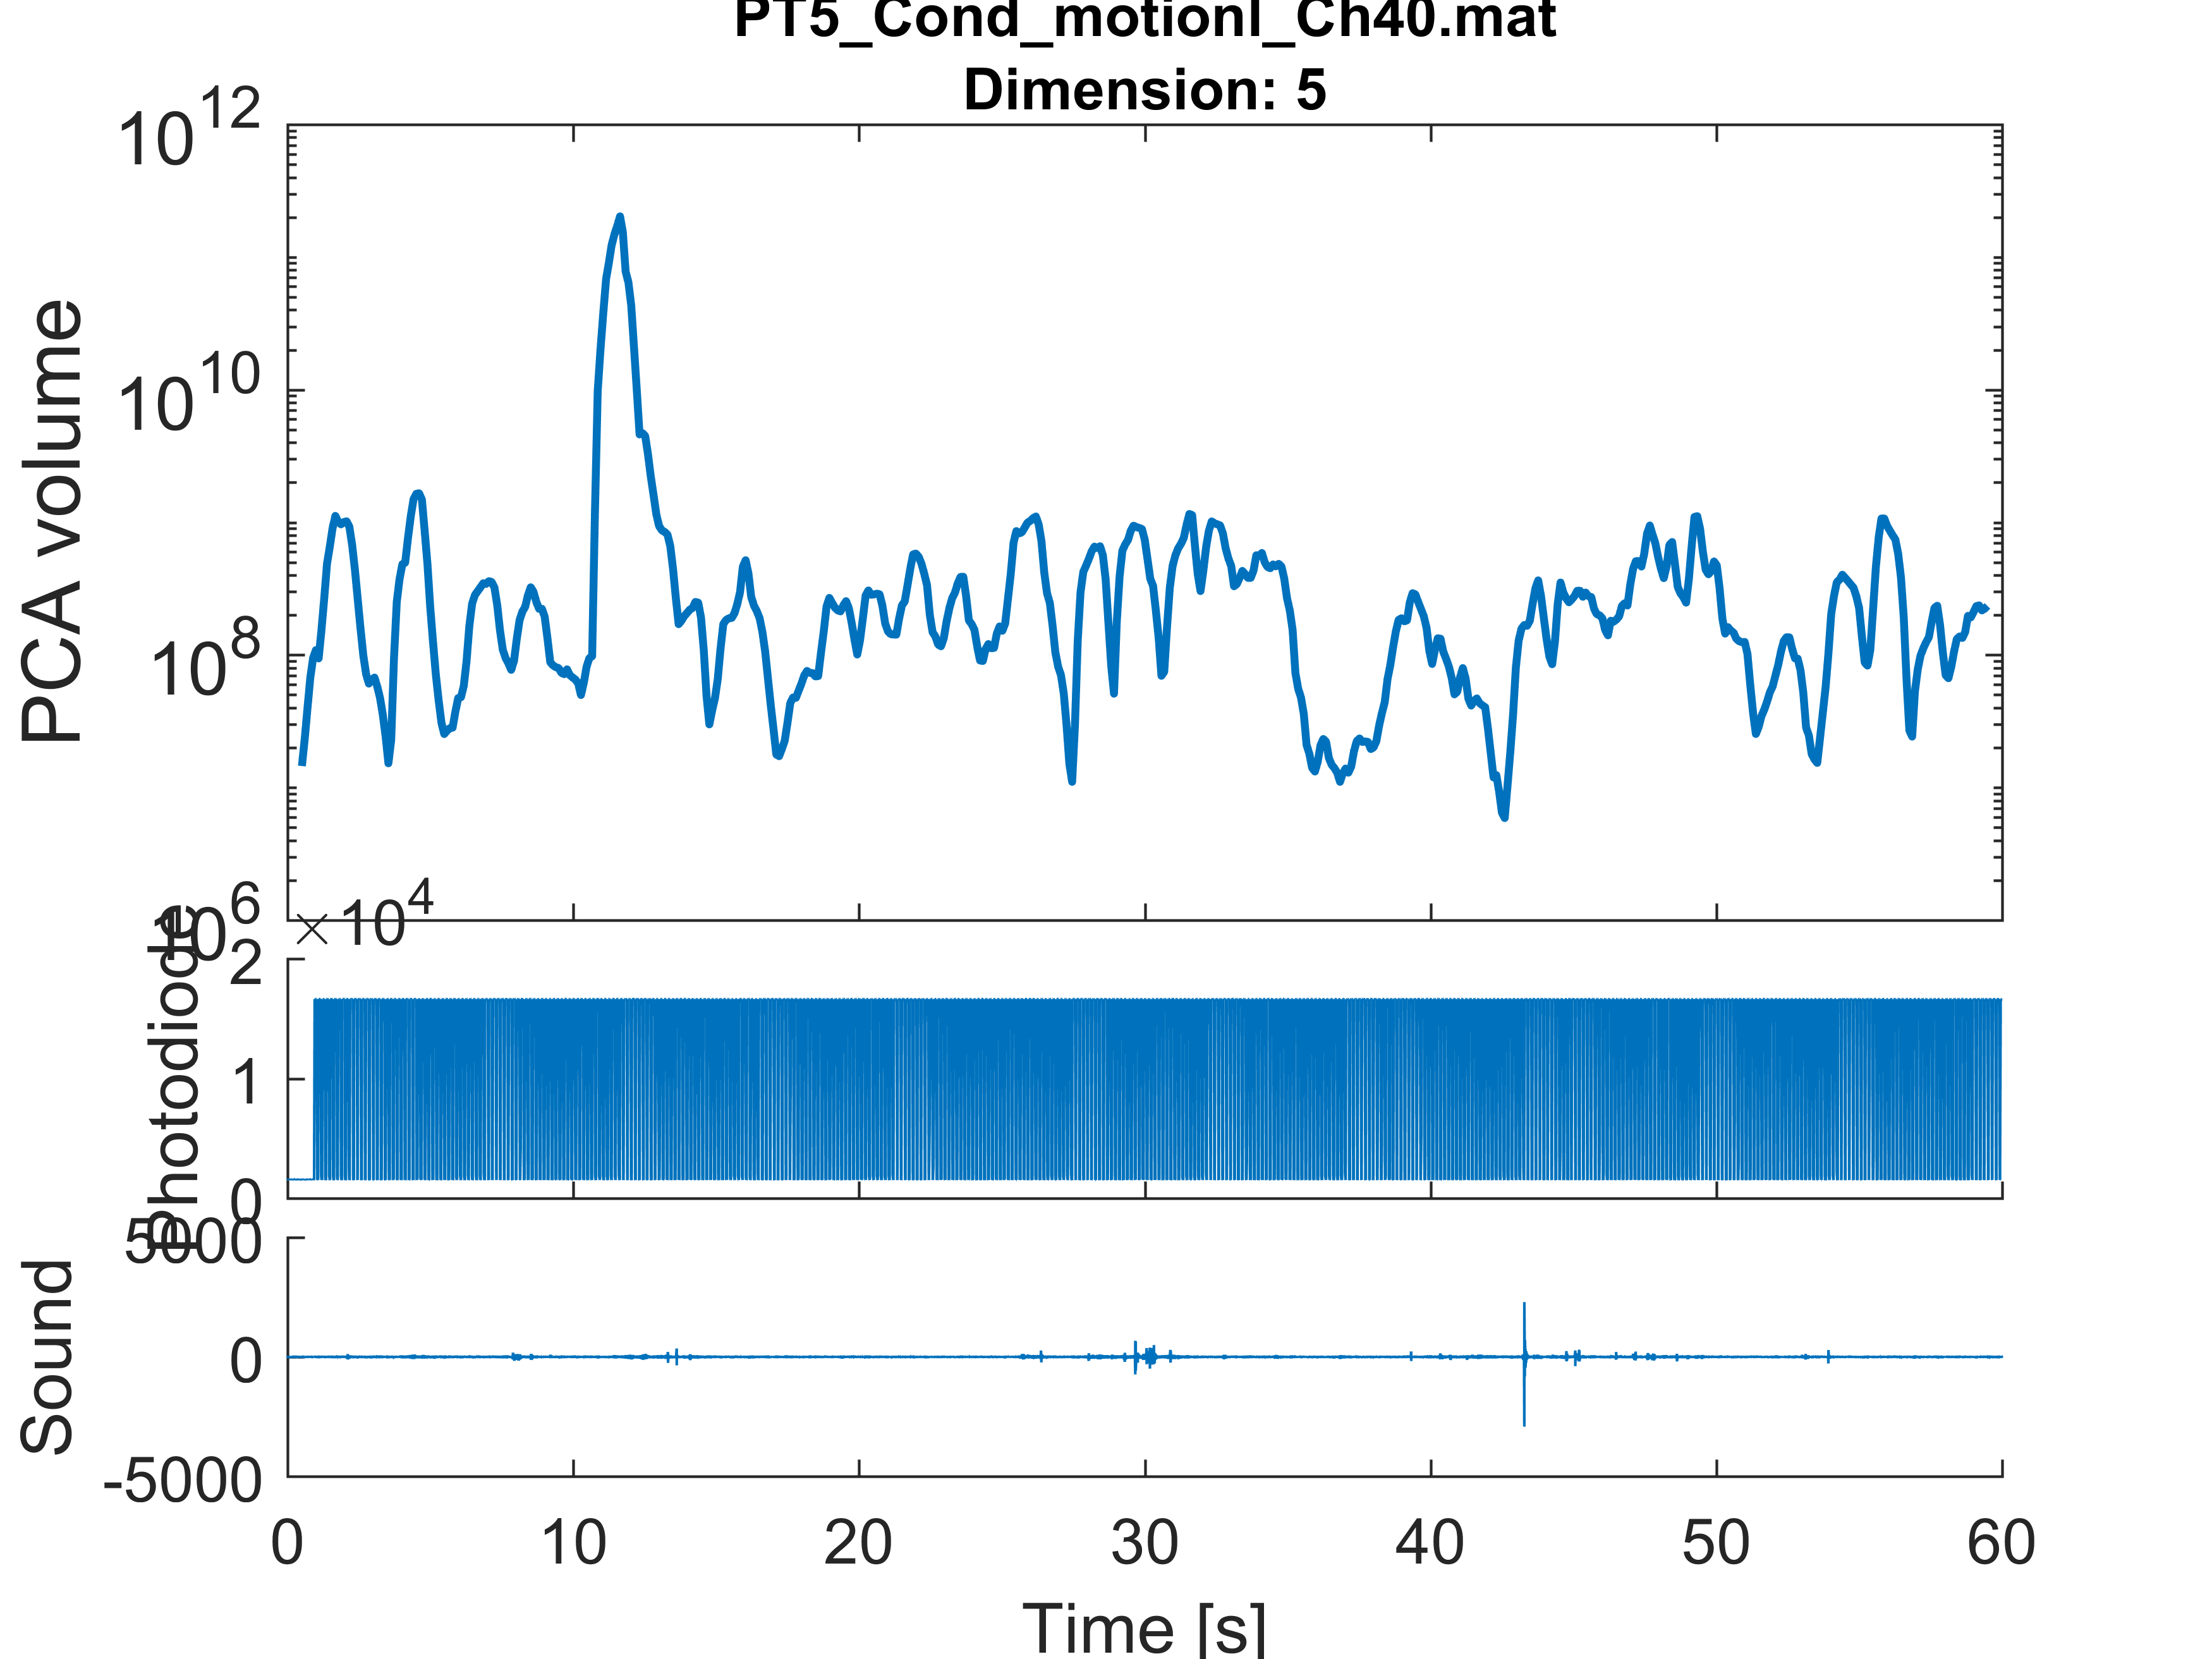 PT5_Cond_motionI_Ch40.mat
Dimension: 5
PCA volume
10^12
10^10
10^8
10^6
×10^4
Photodiode
2
1
0
Sound
5000
0
-5000
0 10 20 30 40 50 60
Time [s]